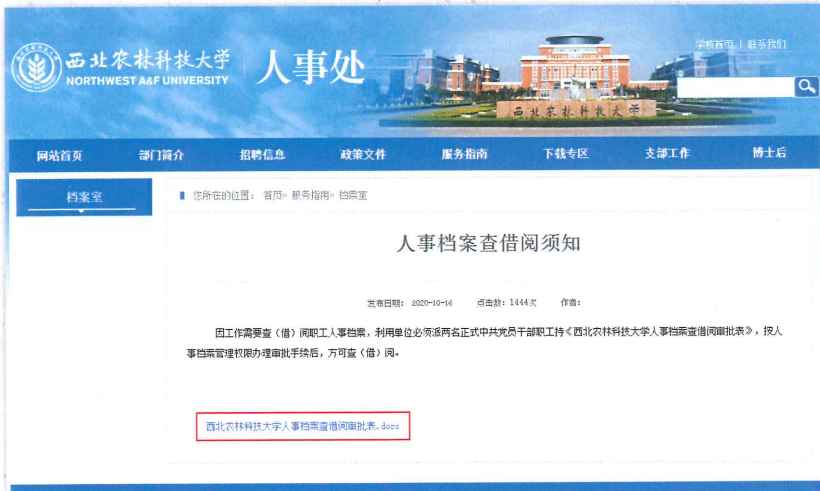 西北农林科技大学
NORTHWEST A&F UNIVERSITY
人事处
学校首页 | 联系我们
西北农林科技大学
网站首页 部门简介 招聘信息 政策文件 服务指南 下载专区 支部工作 博士后
档案室
您所在的位置： 首页» 服务指南» 档案室
人事档案查借阅须知
发布日期： 2020-10-16 点击数：1444次 作者：
因工作需要查（借）阅职工人事档案，利用单位必须派两名正式中共党员干部职工持《西北农林科技大学人事档案查借阅审批表》，按人
事档案管理权限办理审批手续后，方可查（借）阅。
西北农林科技大学人事档案查借阅审批表.docx